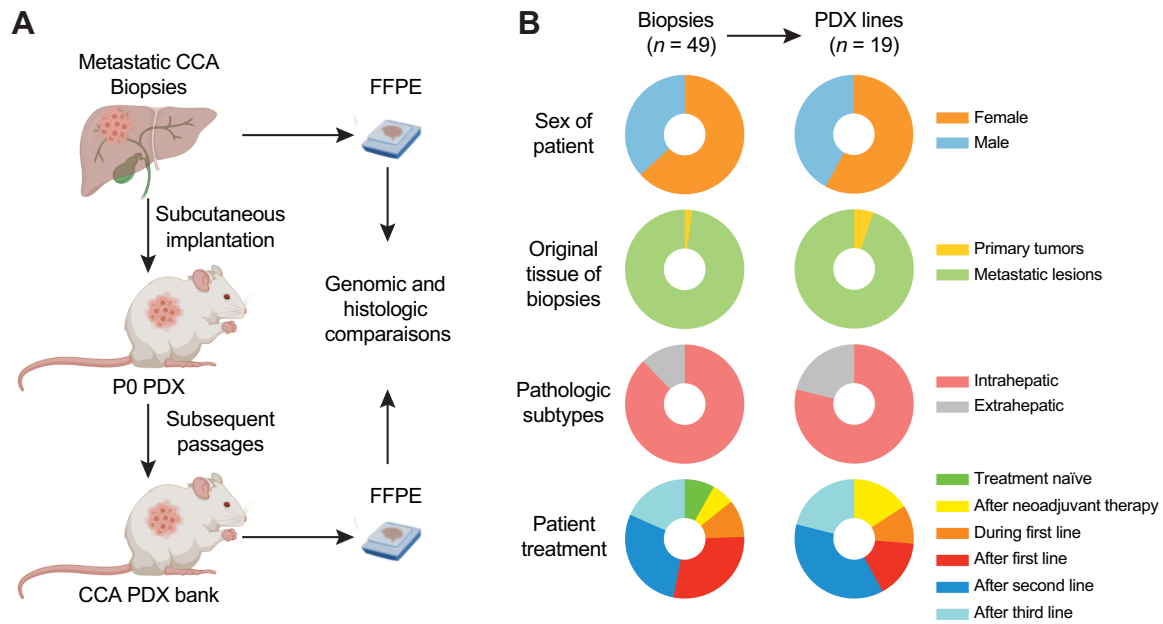 A
Metastatic CCA
Biopsies
FFPE
Subcutaneous
implantation
Genomic and
histologic
comparaisons
P0 PDX
Subsequent
passages
FFPE
CCA PDX bank
B
Biopsies
(n = 49)
PDX lines
(n = 19)
Sex of
patient
Female
Male
Original
tissue of
biopsies
Primary tumors
Metastatic lesions
Pathologic
subtypes
Intrahepatic
Extrahepatic
Patient
treatment
Treatment naïve
After neoadjuvant therapy
During first line
After first line
After second line
After third line